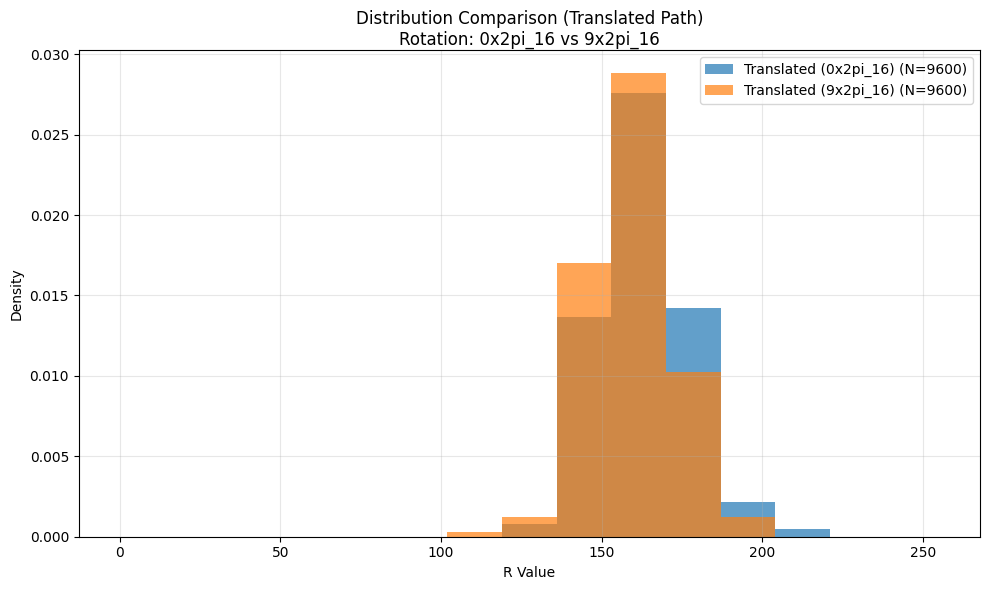 Distribution Comparison (Translated Path)
Rotation: 0x2pi_16 vs 9x2pi_16
Translated (0x2pi_16) (N=9600)
Translated (9x2pi_16) (N=9600)
Density
0.030
0.025
0.020
0.015
0.010
0.005
0.000
0 50 100 150 200 250
R Value